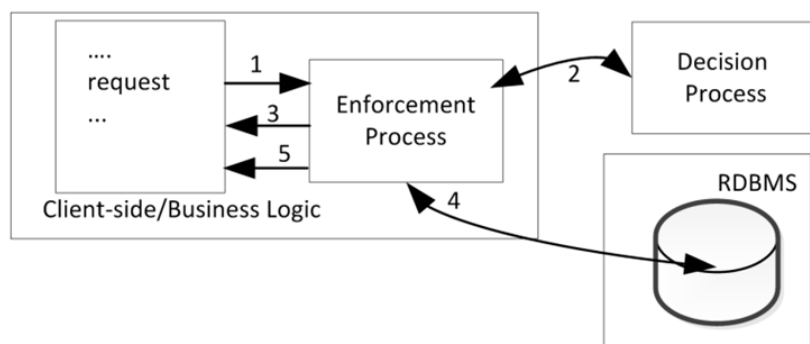 ....
request
...
1
3
5
Enforcement
Process
2
Decision
Process
Client-side/Business Logic
4
RDBMS